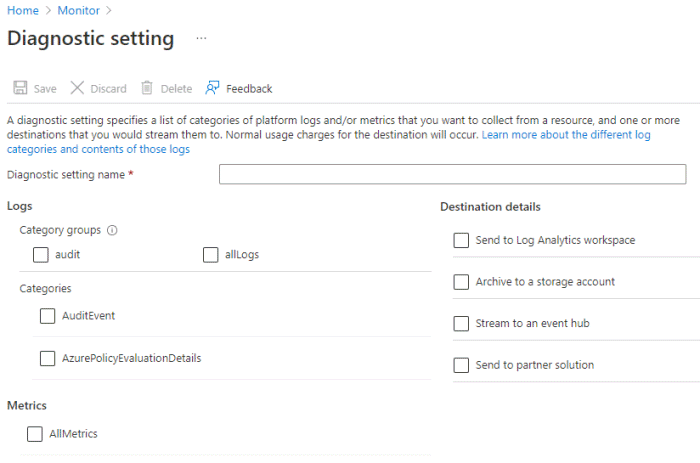 Home > Monitor >
Diagnostic setting ...
Save Discard Delete Feedback
A diagnostic setting specifies a list of categories of platform logs and/or metrics that you want to collect from a resource, and one or more
destinations that you would stream them to. Normal usage charges for the destination will occur. Learn more about the different log
categories and contents of those logs
Diagnostic setting name *
Logs
Category groups
audit allLogs
Categories
AuditEvent
AzurePolicyEvaluationDetails
Metrics
AllMetrics
Destination details
Send to Log Analytics workspace
Archive to a storage account
Stream to an event hub
Send to partner solution